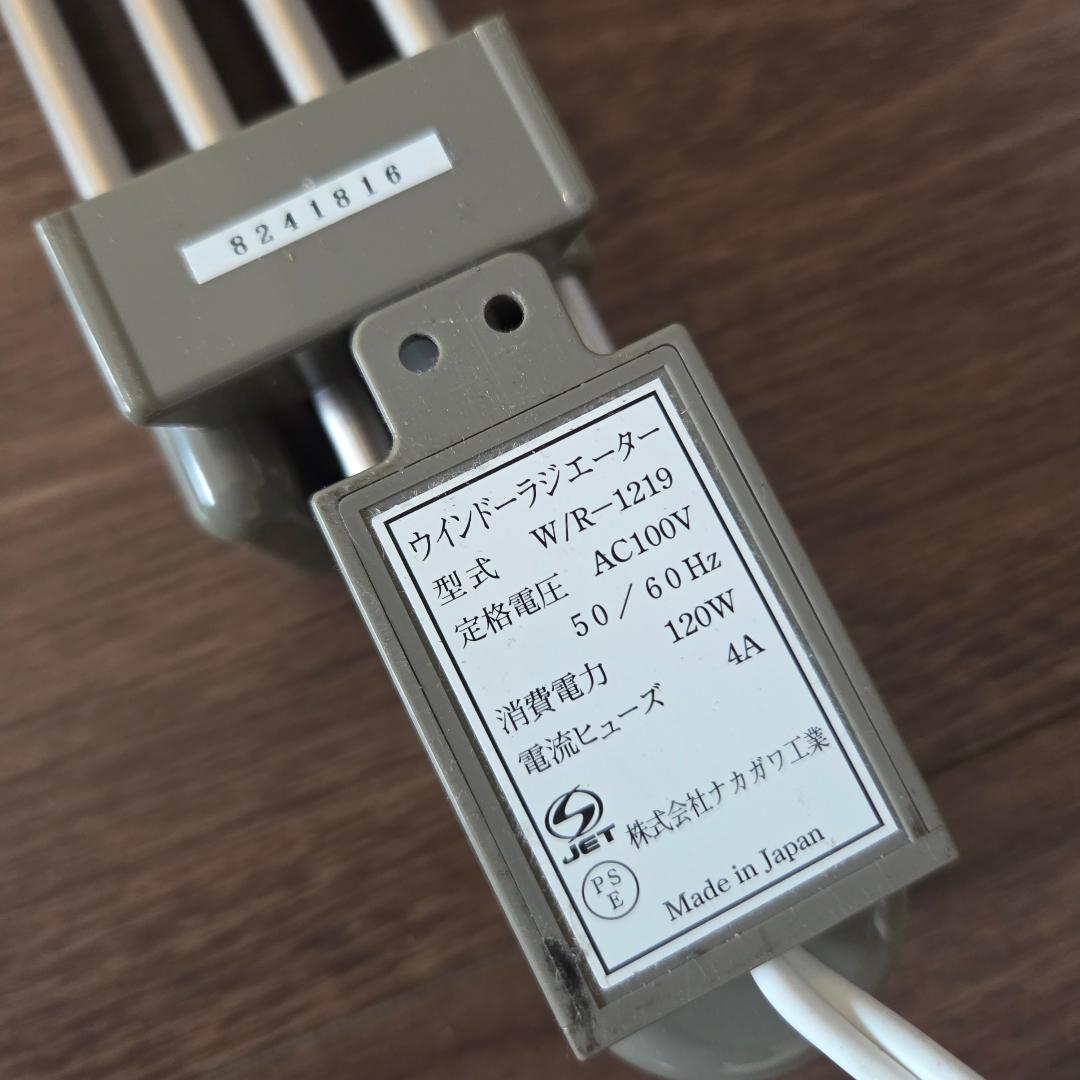 8241816
ウインドーラジエーター
型式 W/R-1219
定格電圧 AC100V
50/60Hz
消費電力 120W
電流ヒューズ 4A
S
JET
株式会社ナカガワ工業
PS
E
Made in Japan